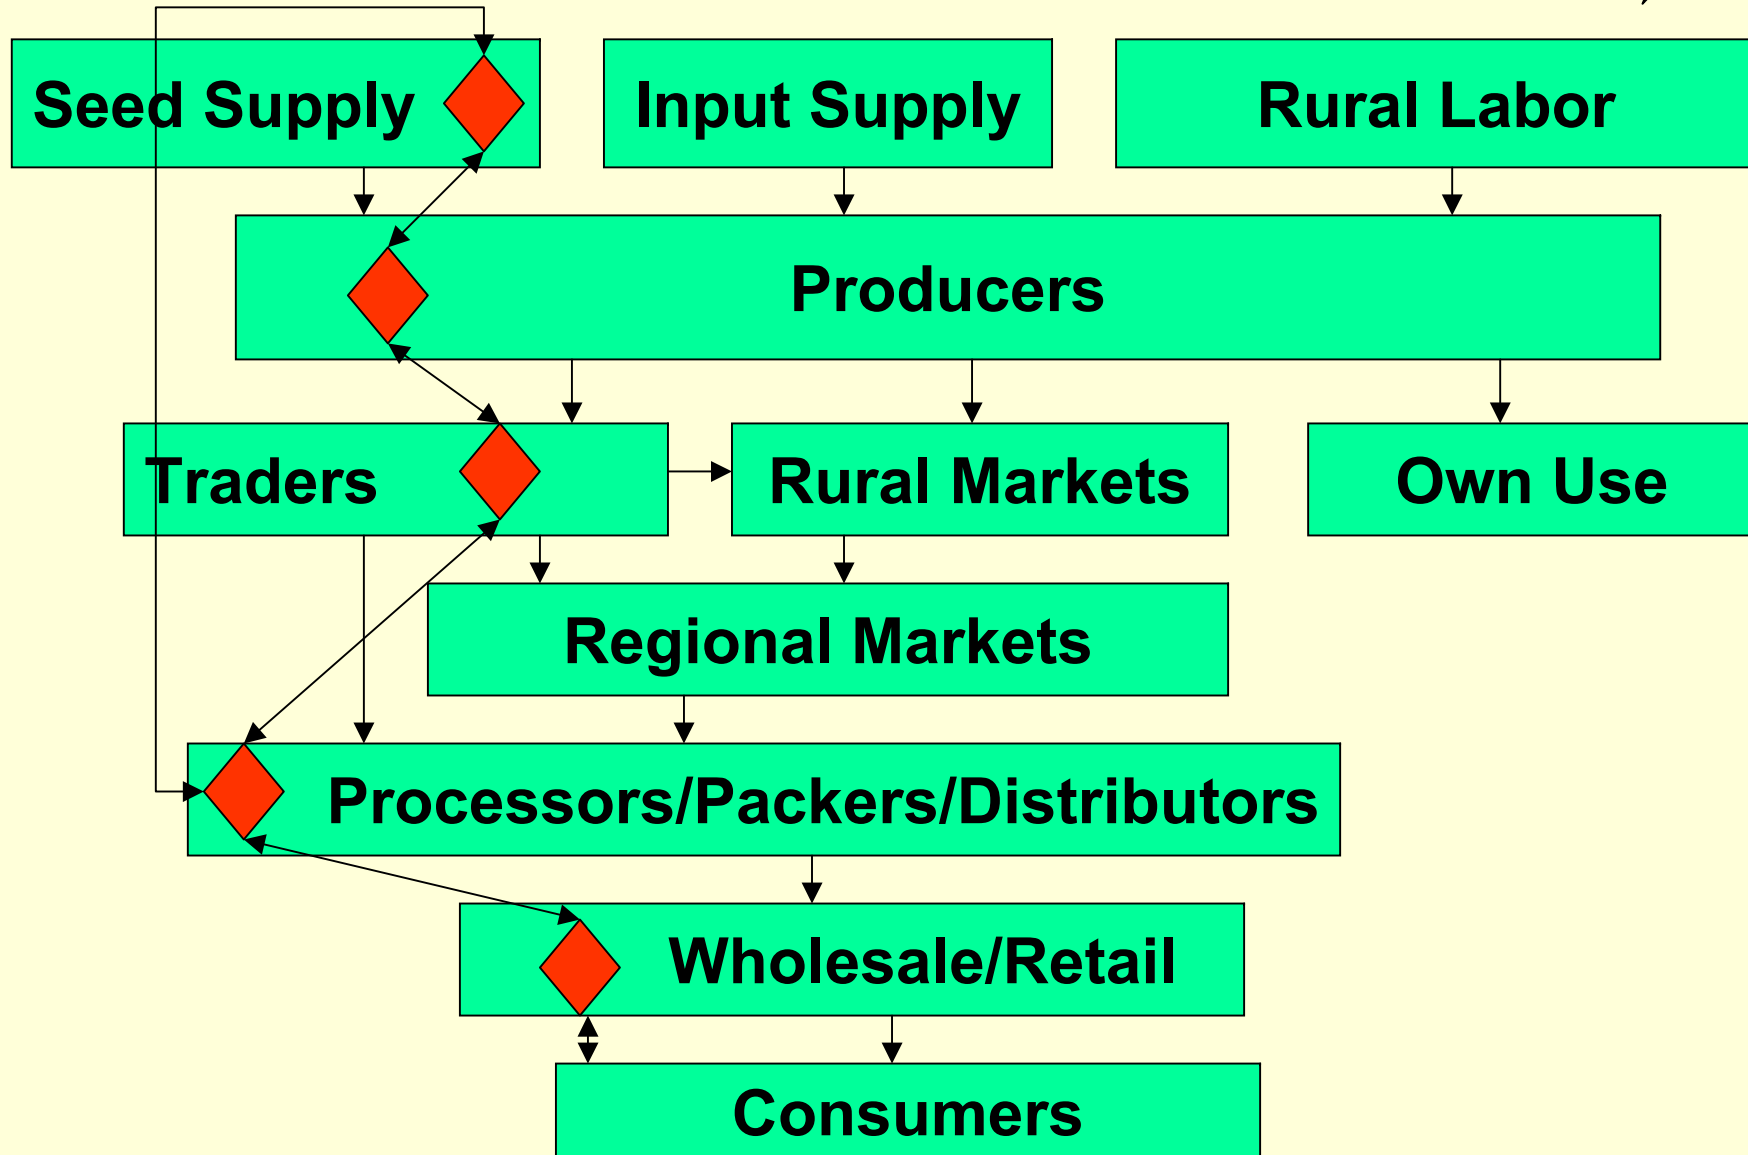 Seed Supply
Input Supply
Rural Labor
Producers
Traders
Rural Markets
Own Use
Regional Markets
Processors/Packers/Distributors
Wholesale/Retail
Consumers